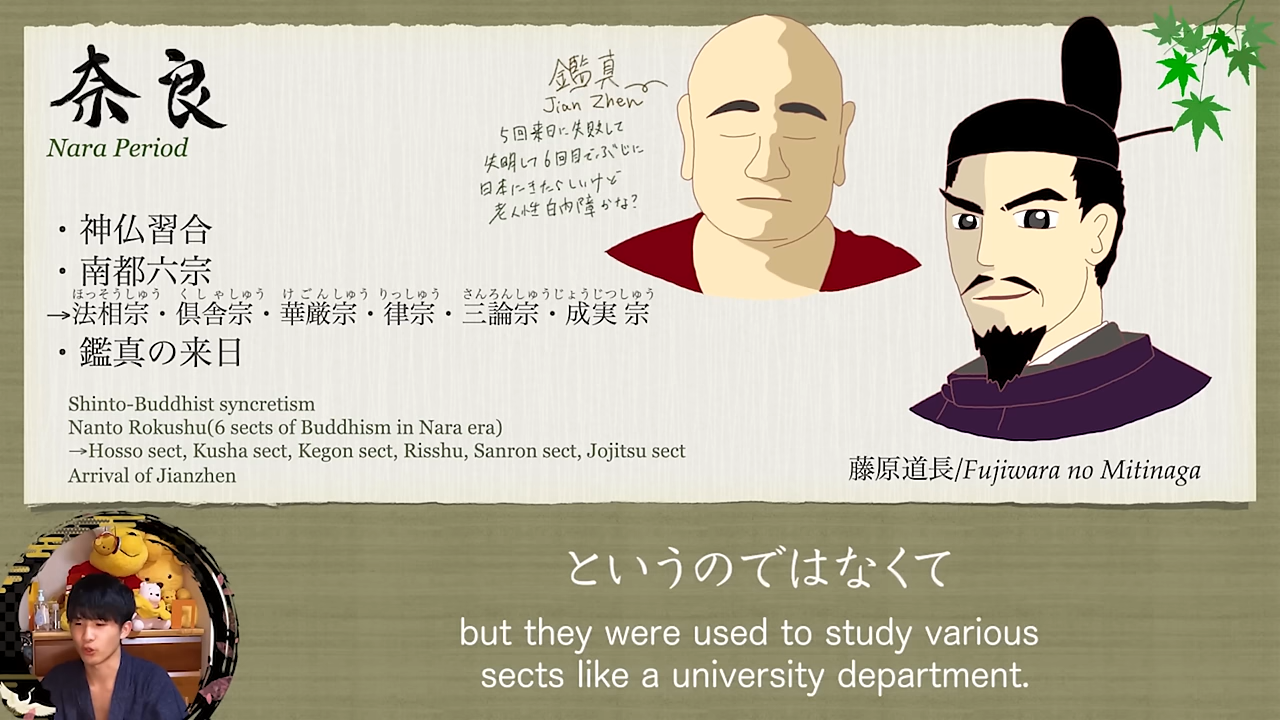 奈良
Nara Period
鑑真
Jian Zhen
5回来日に失敗して
失明して6回目でぶじに
日本にきたらしいけど
老人性白内障かな?
・神仏習合
・南都六宗
ほっそうしゅう くしゃしゅう けごんしゅう りっしゅう さんろんしゅう じょうじつしゅう
→法相宗・倶舎宗・華厳宗・律宗・三論宗・成実宗
・鑑真の来日
Shinto-Buddhist syncretism
Nanto Rokushu(6 sects of Buddhism in Nara era)
→Hosso sect, Kusha sect, Kegon sect, Risshu, Sanron sect, Jojitsu sect
Arrival of Jianzhen
藤原道長/Fujiwara no Mitinaga
というのではなくて
but they were used to study various
sects like a university department.